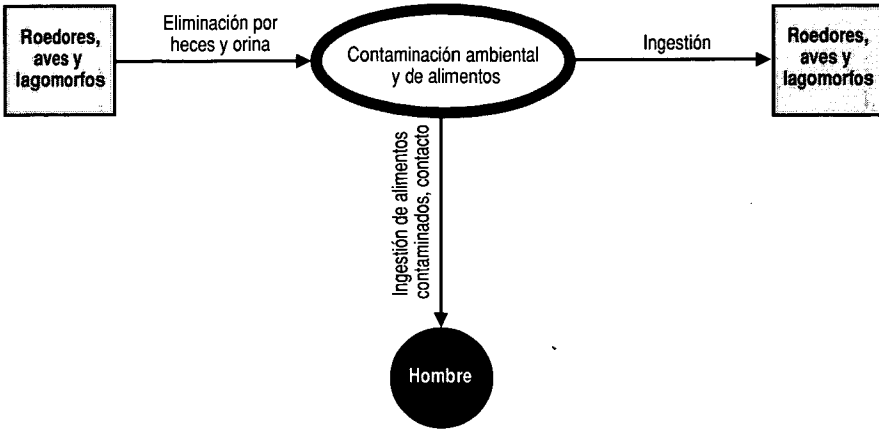 Roedores,
aves y
lagomorfos
Eliminación por
heces y orina
Contaminación ambiental
y de alimentos
Ingestión
Roedores,
aves y
lagomorfos
Ingestión de alimentos
contaminados, contacto
Hombre